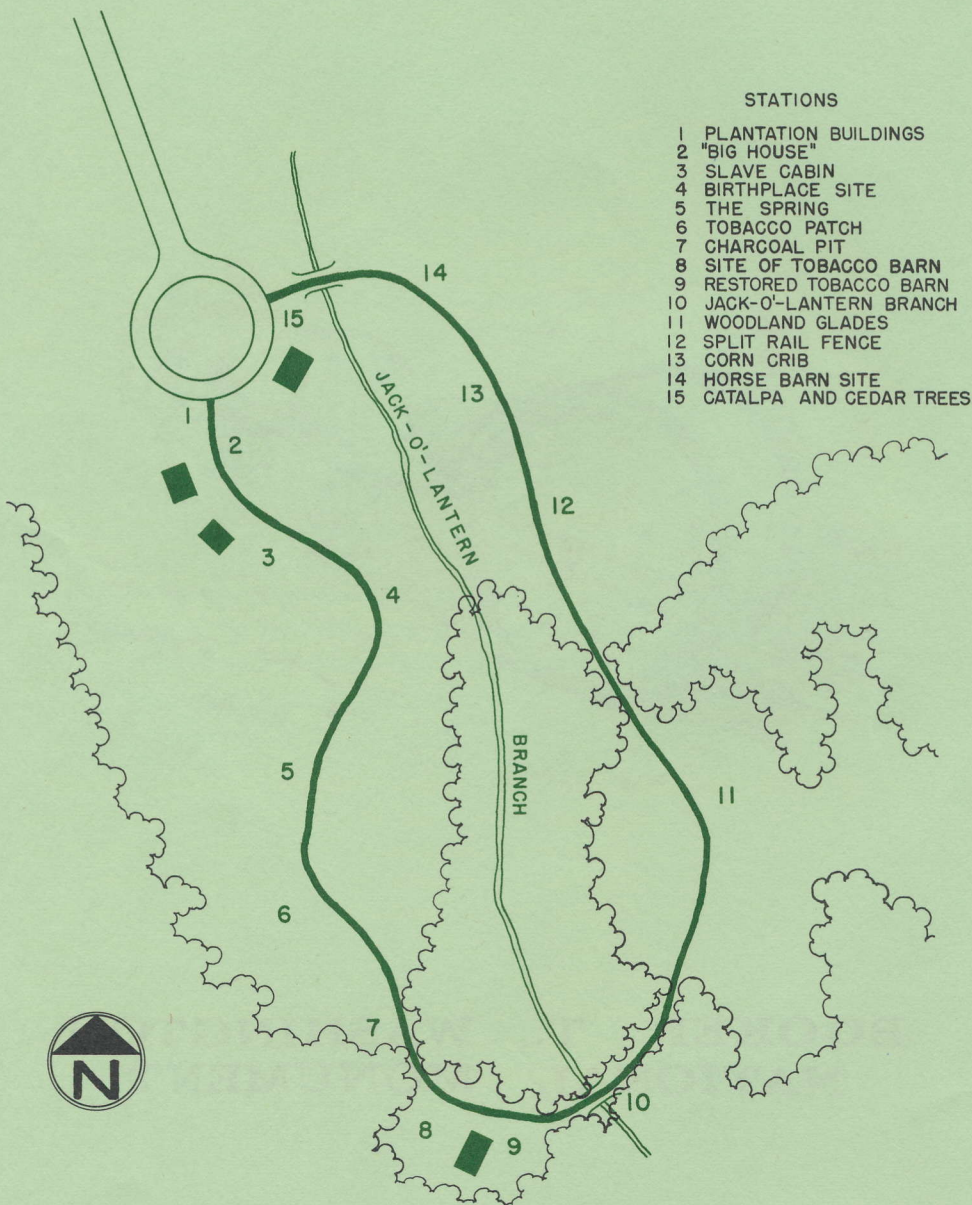 STATIONS
1 PLANTATION BUILDINGS
2 "BIG HOUSE"
3 SLAVE CABIN
4 BIRTHPLACE SITE
5 THE SPRING
6 TOBACCO PATCH
7 CHARCOAL PIT
8 SITE OF TOBACCO BARN
9 RESTORED TOBACCO BARN
10 JACK-O'-LANTERN BRANCH
11 WOODLAND GLADES
12 SPLIT RAIL FENCE
13 CORN CRIB
14 HORSE BARN SITE
15 CATALPA AND CEDAR TREES
14
15
13
1
2
JACK-O'-LANTERN
12
3
4
BRANCH
5
11
6
7
N
10
8
9